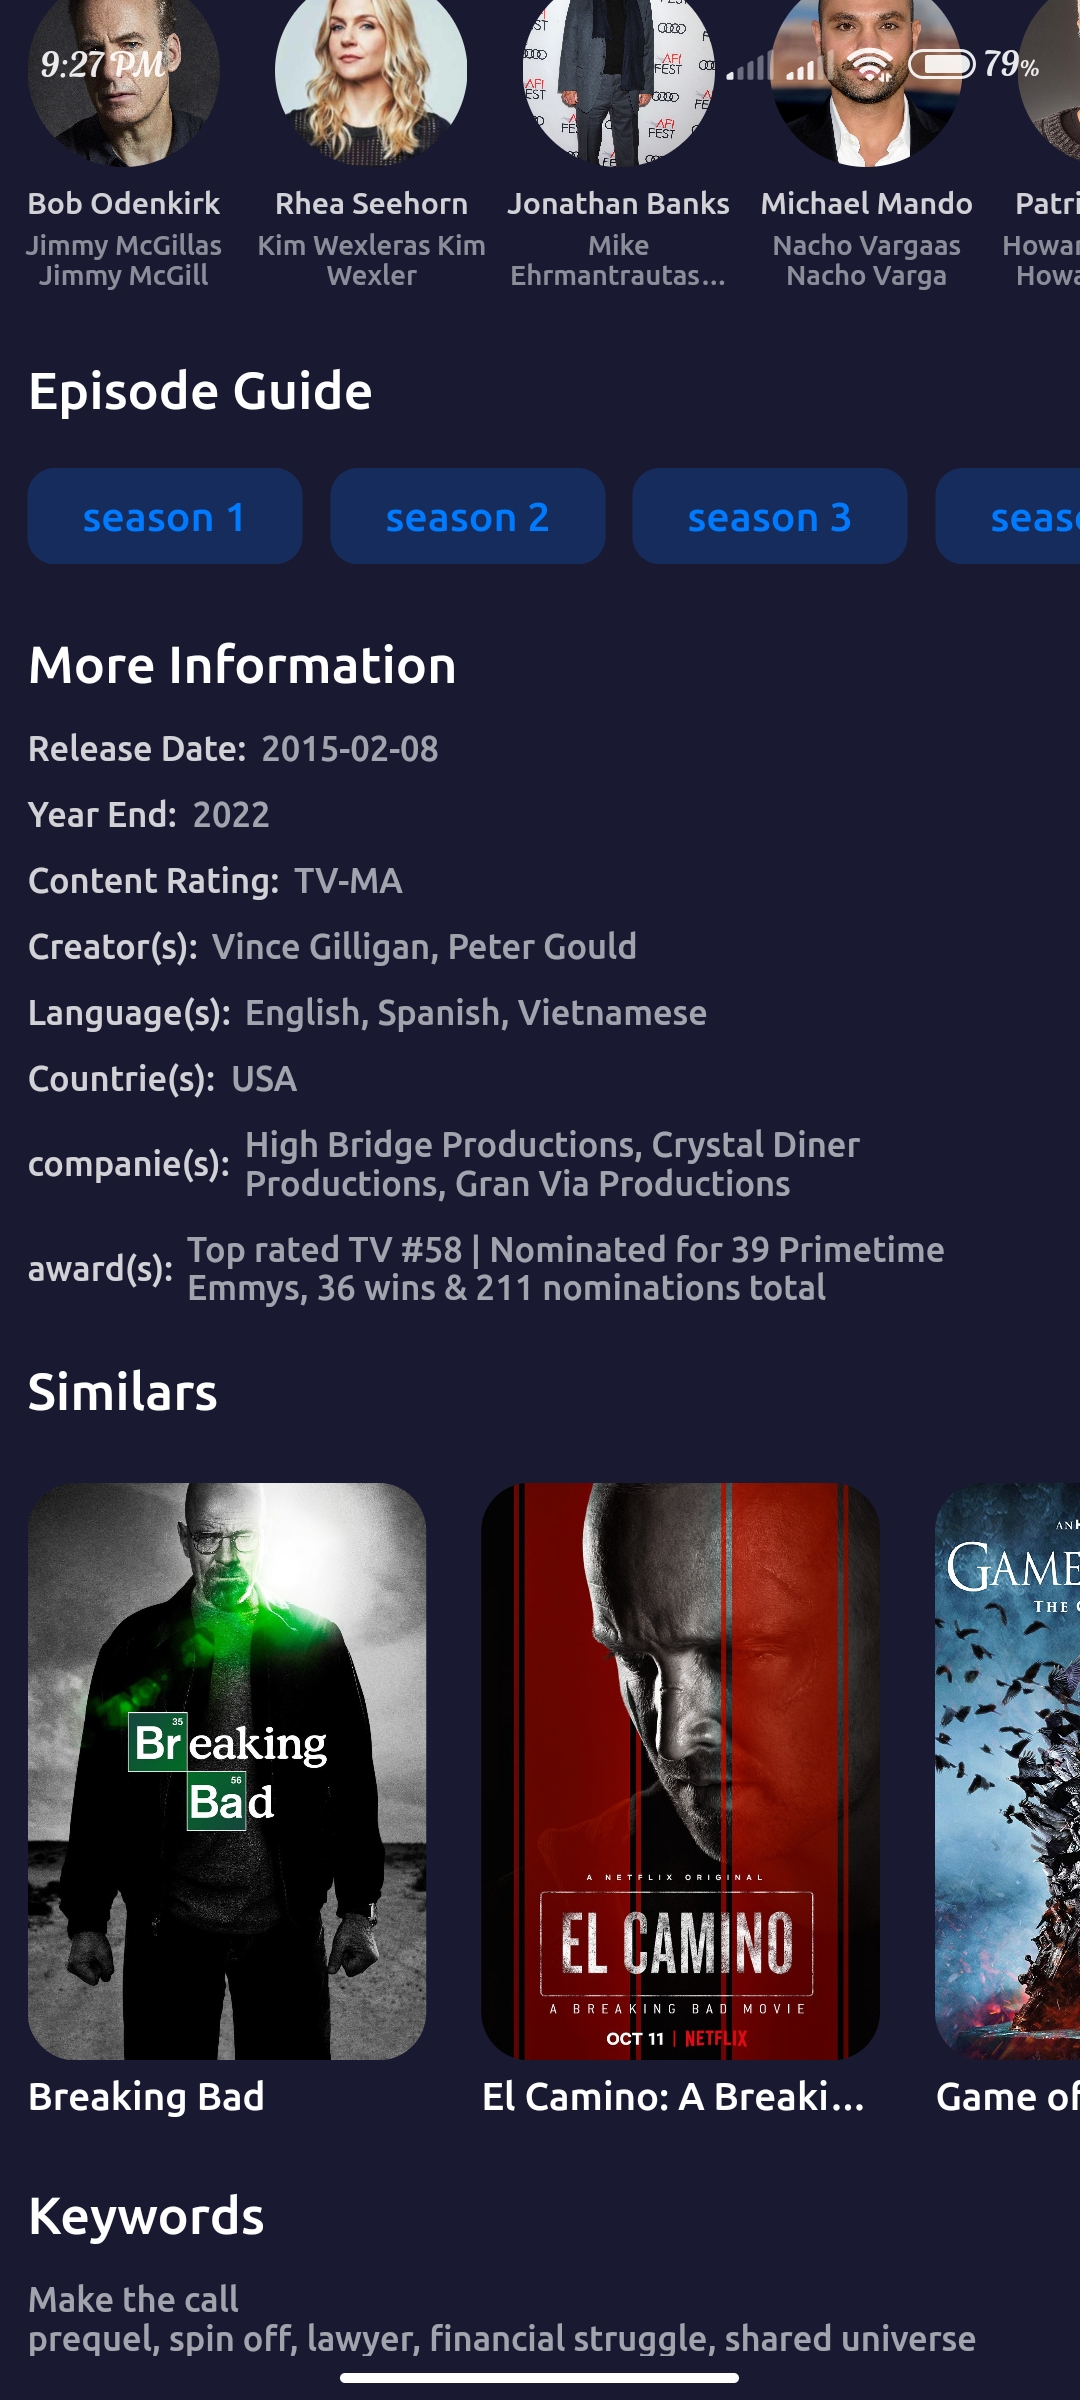 9:27 PM 79%
Bob Odenkirk Rhea Seehorn Jonathan Banks Michael Mando Patri
Jimmy McGillas Kim Wexleras Kim Mike Nacho Vargaas Howar
Jimmy McGill Wexler Ehrmantrautas... Nacho Varga Howa
Episode Guide
season 1 season 2 season 3 seaso
More Information
Release Date: 2015-02-08
Year End: 2022
Content Rating: TV-MA
Creator(s): Vince Gilligan, Peter Gould
Language(s): English, Spanish, Vietnamese
Countrie(s): USA
companie(s): High Bridge Productions, Crystal Diner
Productions, Gran Via Productions
award(s): Top rated TV #58 | Nominated for 39 Primetime
Emmys, 36 wins & 211 nominations total
Similars
35
Breaking
56
Bad
A NETFLIX ORIGINAL
EL CAMINO
A BREAKING BAD MOVIE
OCT 11 | NETFLIX
AN
GAME
THE
Breaking Bad El Camino: A Breaki... Game of
Keywords
Make the call
prequel, spin off, lawyer, financial struggle, shared universe